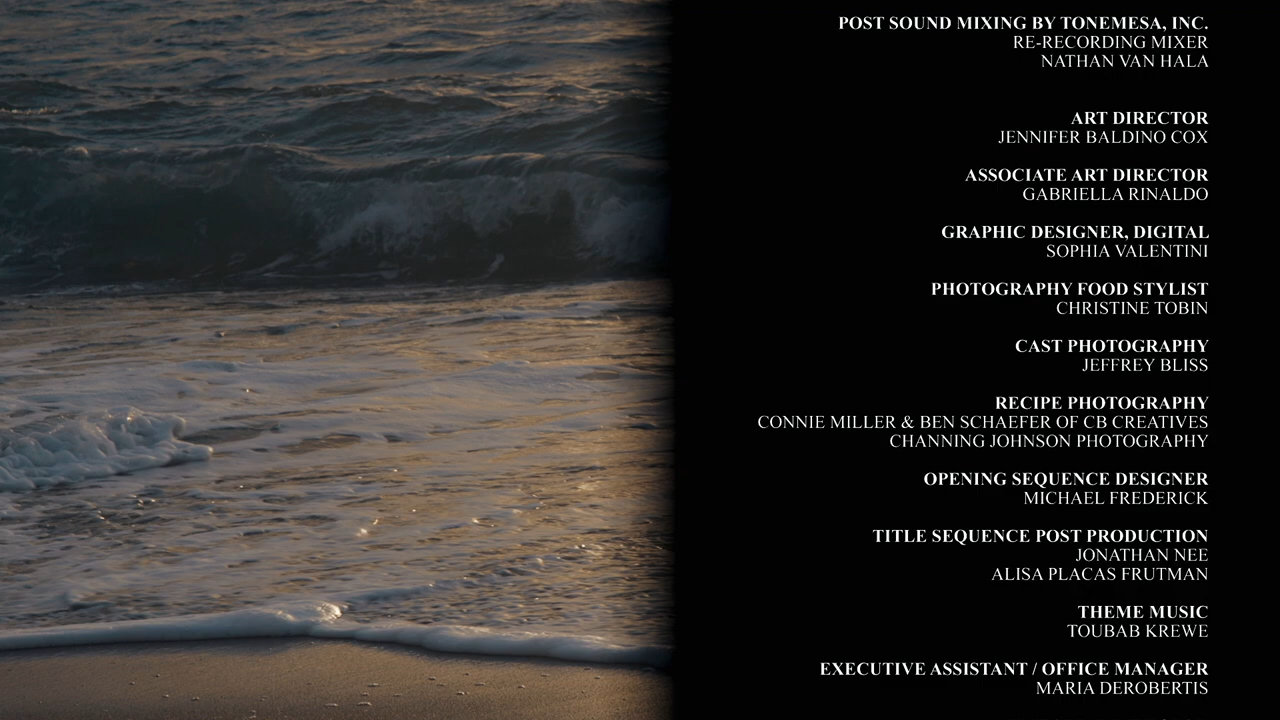 POST SOUND MIXING BY TONEMESA, INC.
RE-RECORDING MIXER
NATHAN VAN HALA
ART DIRECTOR
JENNIFER BALDINO COX
ASSOCIATE ART DIRECTOR
GABRIELLA RINALDO
GRAPHIC DESIGNER, DIGITAL
SOPHIA VALENTINI
PHOTOGRAPHY FOOD STYLIST
CHRISTINE TOBIN
CAST PHOTOGRAPHY
JEFFREY BLISS
RECIPE PHOTOGRAPHY
CONNIE MILLER & BEN SCHAEFER OF CB CREATIVES
CHANNING JOHNSON PHOTOGRAPHY
OPENING SEQUENCE DESIGNER
MICHAEL FREDERICK
TITLE SEQUENCE POST PRODUCTION
JONATHAN NEE
ALISA PLACAS FRUTMAN
THEME MUSIC
TOUBAB KREWE
EXECUTIVE ASSISTANT / OFFICE MANAGER
MARIA DEROBERTIS